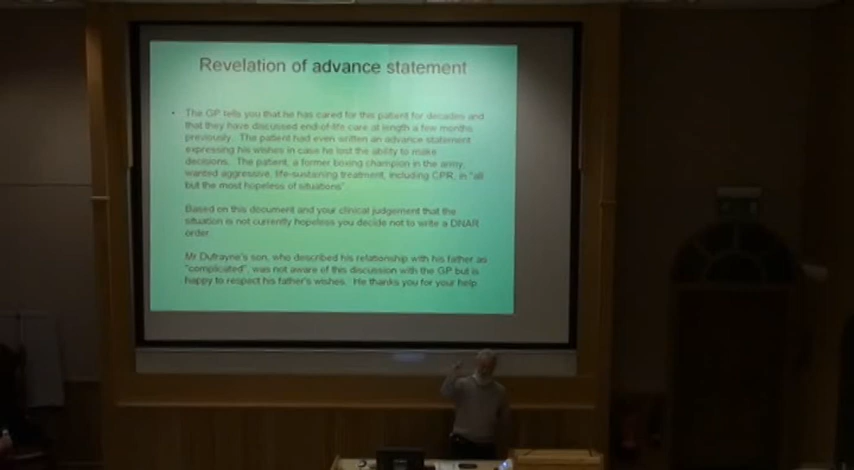 Revelation of advance statement
• The GP tells you that he has cared for this patient for decades and
that they have discussed end-of-life care at length a few months
previously. The patient had even written an advance statement
expressing his wishes in case he lost the ability to make
decisions. The patient, a former boxing champion in the army,
wanted aggressive, life-sustaining treatment, including CPR, in "all
but the most hopeless of situations"
Based on this document and your clinical judgement that the
situation is not currently hopeless you decide not to write a DNAR
order.
Mr Dufrayne's son, who described his relationship with his father as
"complicated", was not aware of this discussion with the GP but is
happy to respect his father's wishes. He thanks you for your help